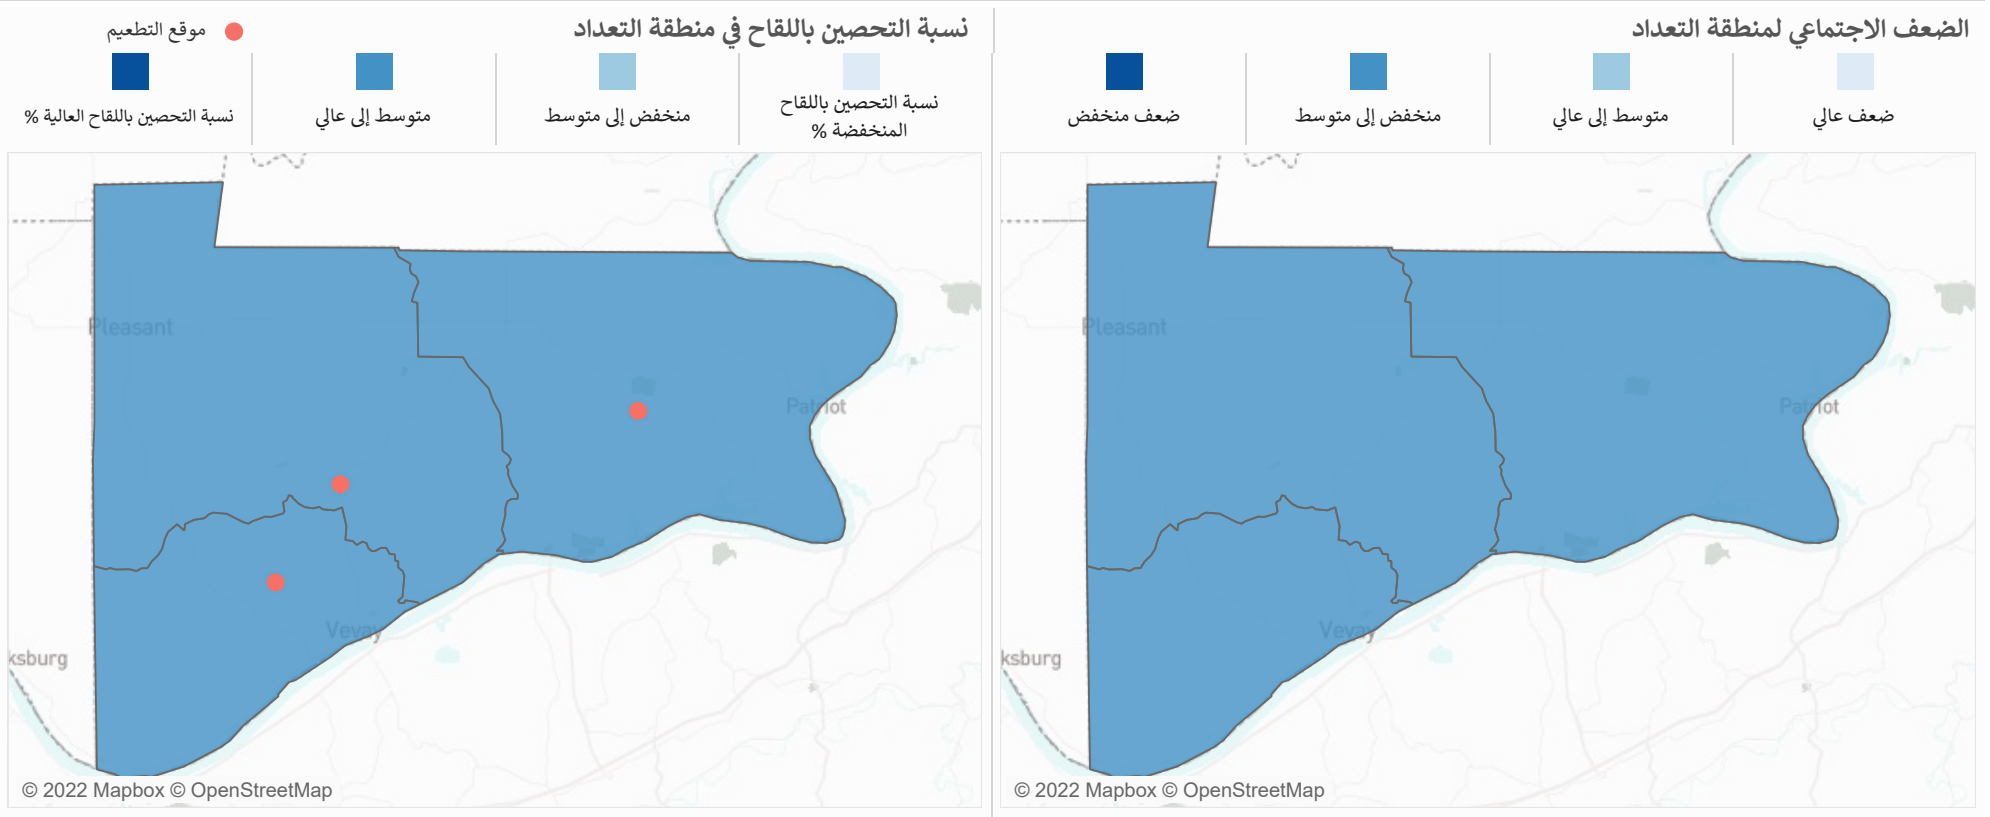 الضعف الاجتماعي لمنطقة التعداد
ضعف عالي
متوسط إلى عالي
منخفض إلى متوسط
ضعف منخفض
Pleasant
Patriot
Vevay
ksburg
© 2022 Mapbox © OpenStreetMap
نسبة التحصين باللقاح في منطقة التعداد
موقع التطعيم
نسبة التحصين باللقاح
المنخفضة %
منخفض إلى متوسط
متوسط إلى عالي
نسبة التحصين باللقاح العالية %
Pleasant
Patriot
Vevay
ksburg
© 2022 Mapbox © OpenStreetMap